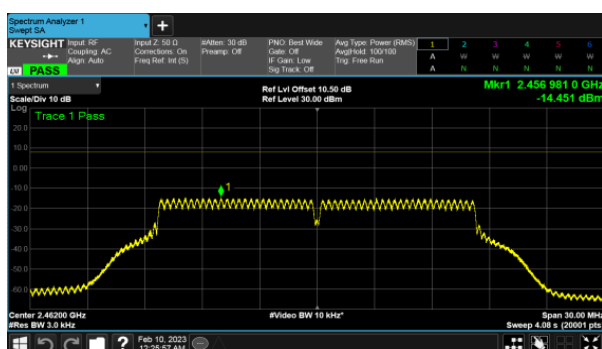 Spectrum Analyzer 1
Swept SA
+
KEYSIGHT Input: RF Input Z: 50 Ω #Atten: 30 dB PNO: Best Wide Avg Type: Power (RMS) 1 2 3 4 5 6
Coupling: AC Corrections: On Preamp: Off Gate: Off Avg|Hold: 100/100 A W W W W W
Align: Auto Freq Ref: Int (S) IF Gain: Low Trig: Free Run
LXI PASS Sig Track: Off A N N N N N
1 Spectrum Ref Lvl Offset 10.50 dB Mkr1 2.456 981 0 GHz
Scale/Div 10 dB Ref Level 30.00 dBm -14.451 dBm
Log Trace 1 Pass
20.0
10.0
0.00
-10.0
1
-20.0
-30.0
-40.0
-50.0
-60.0
Center 2.46200 GHz #Video BW 10 kHz* Span 30.00 MHz
#Res BW 3.0 kHz Sweep 4.08 s (20001 pts)
? Feb 10, 2023
12:25:57 AM